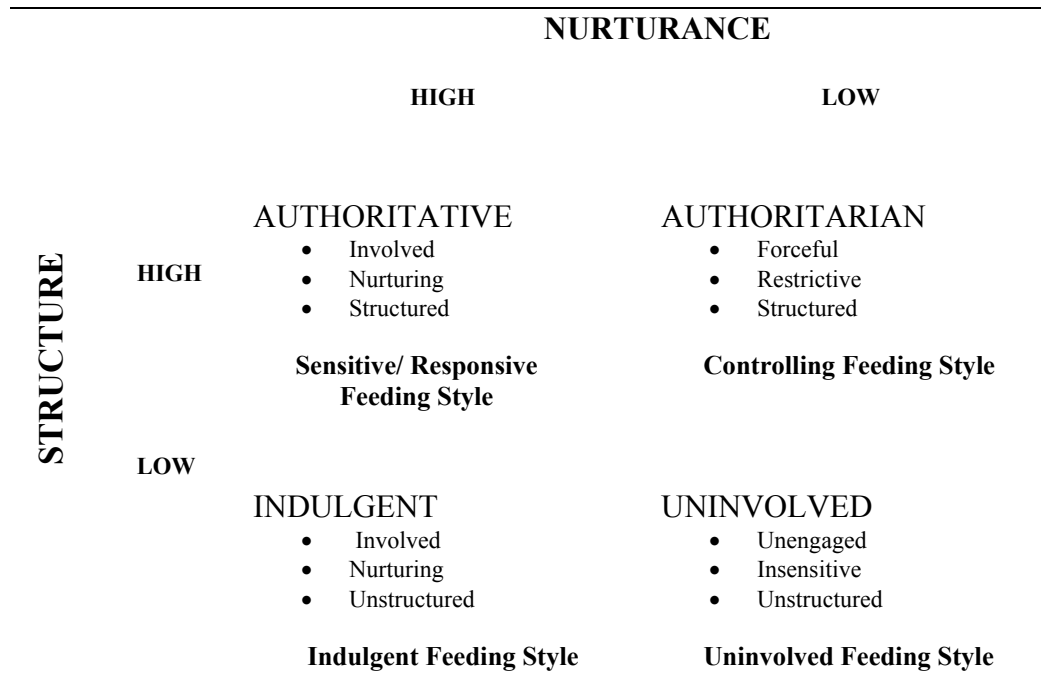 NURTURANCE
HIGH LOW
AUTHORITATIVE AUTHORITARIAN
• Involved • Forceful
HIGH • Nurturing • Restrictive
• Structured • Structured
Sensitive/ Responsive Controlling Feeding Style
Feeding Style
STRUCTURE
LOW
INDULGENT UNINVOLVED
• Involved • Unengaged
• Nurturing • Insensitive
• Unstructured • Unstructured
Indulgent Feeding Style Uninvolved Feeding Style